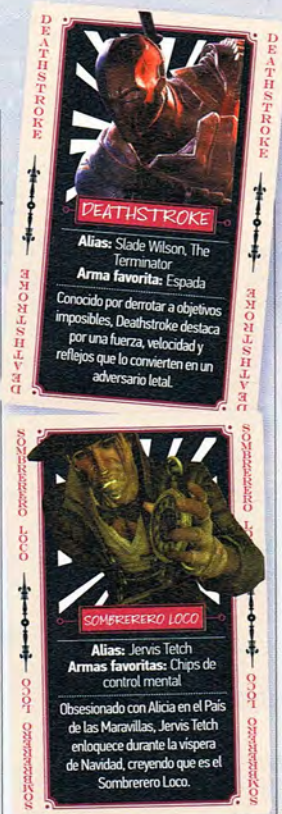 DEATHSTROKE
DEATHSTROKE
DEATHSTROKE
Alias: Slade Wilson, The
Terminator
Arma favorita: Espada
Conocido por derrotar a objetivos
imposibles, Deathstroke destaca
por una fuerza, velocidad y
reflejos que lo convierten en un
adversario letal.
DEATHSTROKE
DEATHSTROKE
SOMBRERERO LOCO
SOMBRERERO LO
SOMBRERERO LOCO
Alias: Jervis Tetch
Armas favoritas: Chips de
control mental
Obsesionado con Alicia en el País
de las Maravillas, Jervis Tetch
enloquece durante la víspera
de Navidad, creyendo que es el
Sombrerero Loco.
SOMBRERERO LOCO
SOMBRERERO LOCO